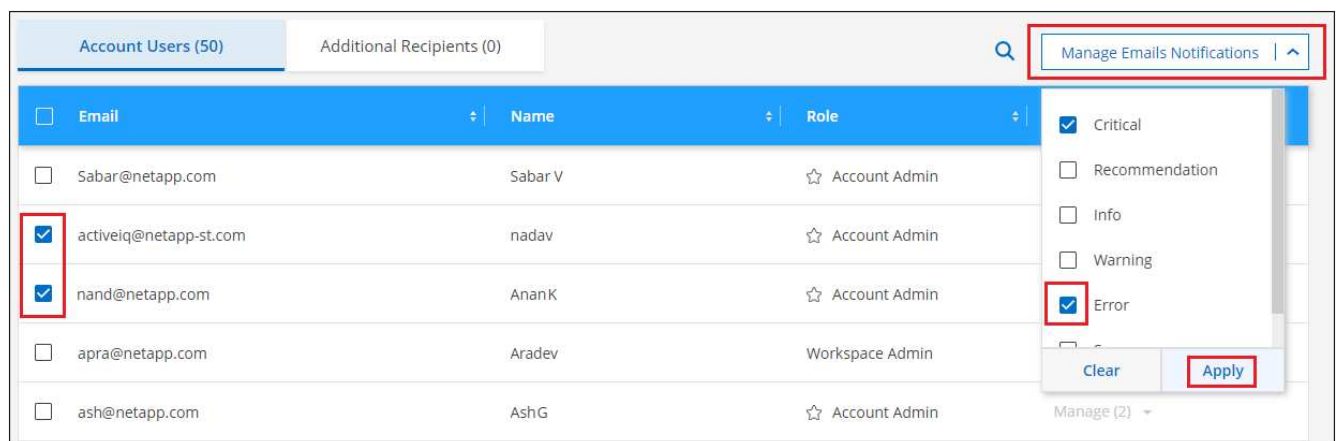 Account Users (50) Additional Recipients (0) Manage Emails Notifications
Email Name Role
Critical
Sabar@netapp.com Sabar V Account Admin Recommendation
Info
activeiq@netapp-st.com nadav Account Admin
Warning
nand@netapp.com AnanK Account Admin Error
apra@netapp.com Aradev Workspace Admin
Clear Apply
ash@netapp.com AshG Account Admin Manage (2)